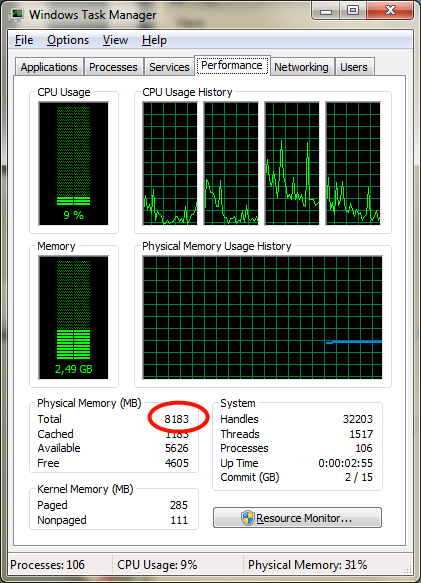 Windows Task Manager
File Options View Help
Applications Processes Services Performance Networking Users
CPU Usage CPU Usage History
9 %
Memory Physical Memory Usage History
2,49 GB
Physical Memory (MB) System
Total 8183 Handles 32203
Cached 1183 Threads 1517
Available 5626 Processes 106
Free 4605 Up Time 0:00:02:55
Commit (GB) 2 / 15
Kernel Memory (MB)
Paged 285
Nonpaged 111 Resource Monitor...
Processes: 106 CPU Usage: 9% Physical Memory: 31%